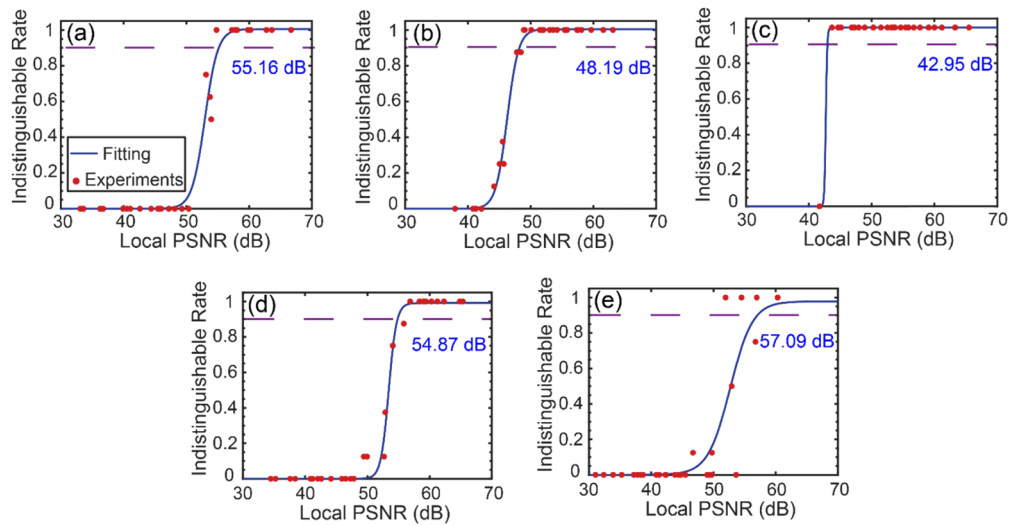 (a)
Indistinguishable Rate
1
0.8
0.6
0.4
0.2
0
55.16 dB
Fitting
Experiments
30 40 50 60 70
Local PSNR (dB)
(b)
Indistinguishable Rate
1
0.8
0.6
0.4
0.2
0
48.19 dB
30 40 50 60 70
Local PSNR (dB)
(c)
Indistinguishable Rate
1
0.8
0.6
0.4
0.2
0
42.95 dB
30 40 50 60 70
Local PSNR (dB)
(d)
Indistinguishable Rate
1
0.8
0.6
0.4
0.2
0
54.87 dB
30 40 50 60 70
Local PSNR (dB)
(e)
Indistinguishable Rate
1
0.8
0.6
0.4
0.2
0
57.09 dB
30 40 50 60 70
Local PSNR (dB)